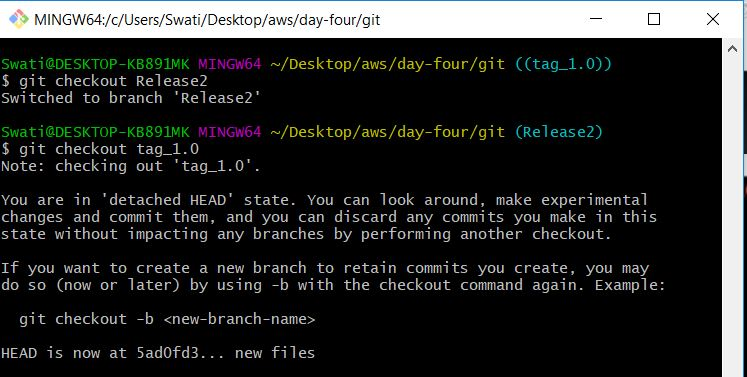 MINGW64:/c/Users/Swati/Desktop/aws/day-four/git
Swati@DESKTOP-KB891MK MINGW64 ~/Desktop/aws/day-four/git ((tag_1.0))
$ git checkout Release2
Switched to branch 'Release2'
Swati@DESKTOP-KB891MK MINGW64 ~/Desktop/aws/day-four/git (Release2)
$ git checkout tag_1.0
Note: checking out 'tag_1.0'.
You are in 'detached HEAD' state. You can look around, make experimental
changes and commit them, and you can discard any commits you make in this
state without impacting any branches by performing another checkout.
If you want to create a new branch to retain commits you create, you may
do so (now or later) by using -b with the checkout command again. Example:
git checkout -b <new-branch-name>
HEAD is now at 5ad0fd3... new files